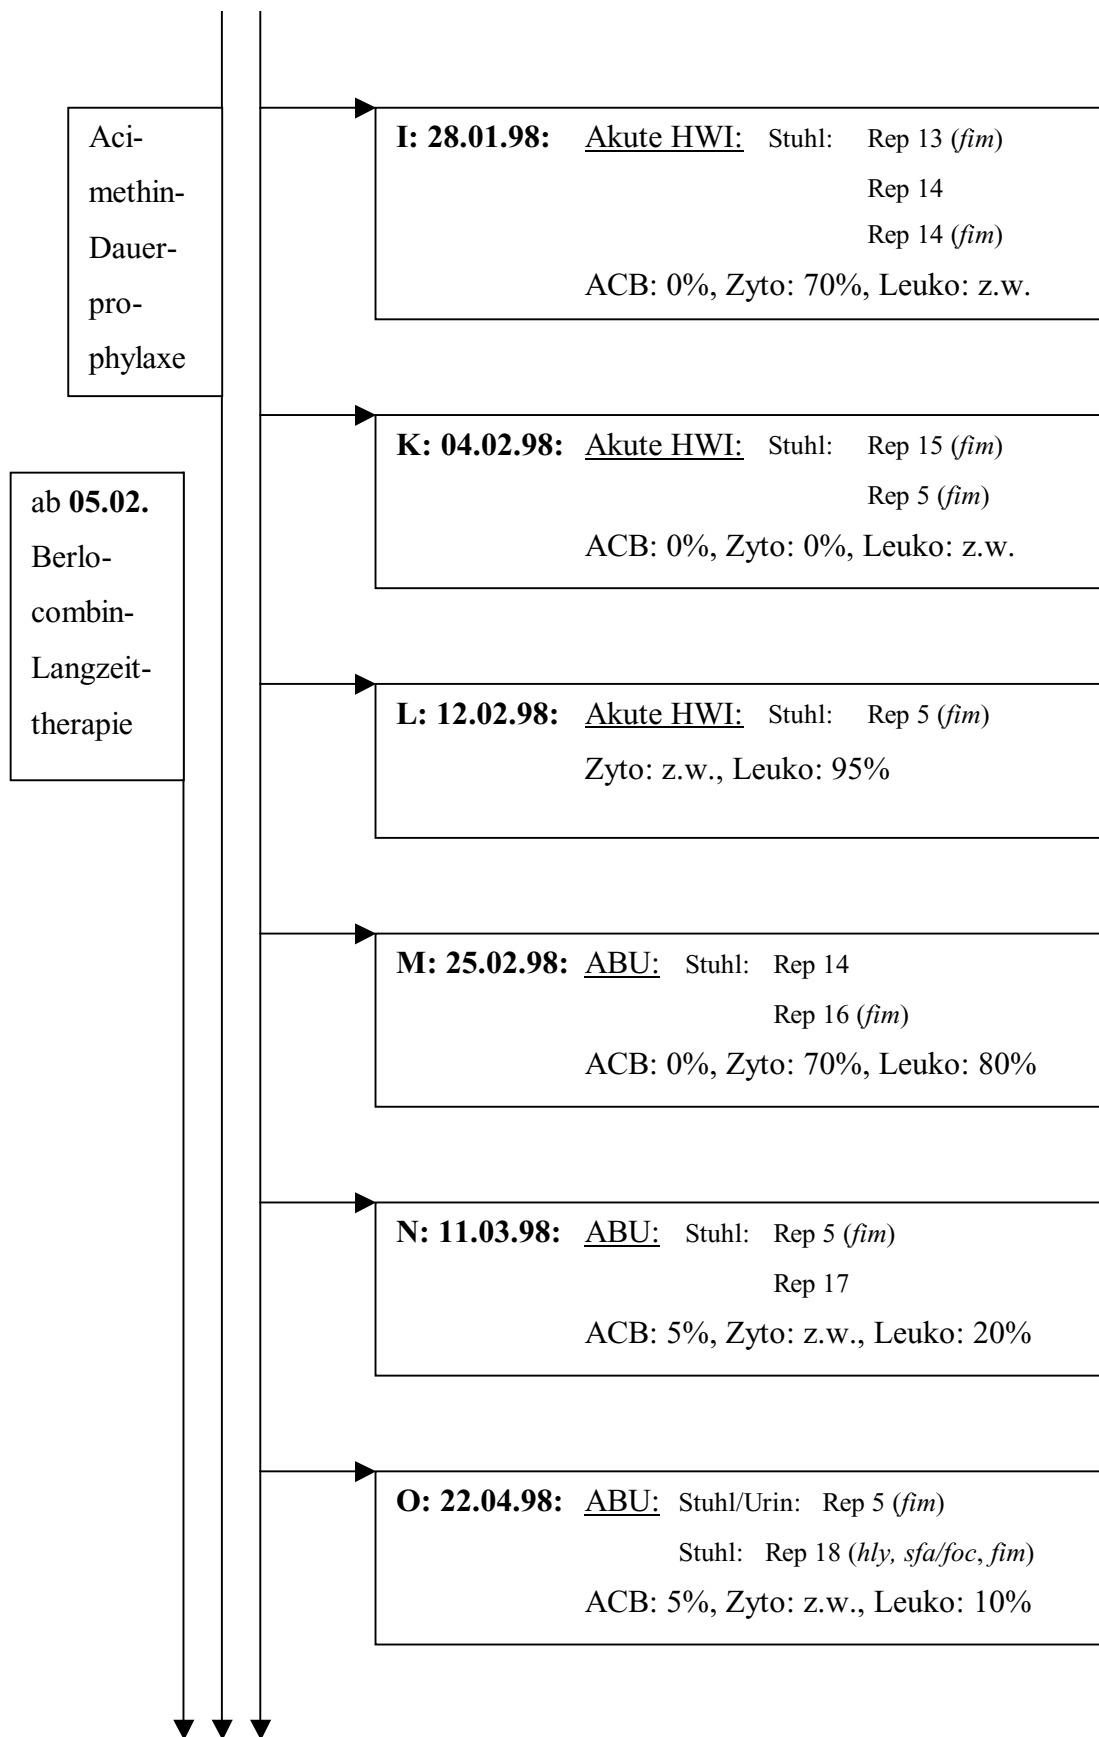 Aci-
methin-
Dauer-
pro-
phylaxe
ab 05.02.
Berlo-
combin-
Langzeit-
therapie
I: 28.01.98: Akute HWI: Stuhl: Rep 13 (fim)
Rep 14
Rep 14 (fim)
ACB: 0%, Zyto: 70%, Leuko: z.w.
K: 04.02.98: Akute HWI: Stuhl: Rep 15 (fim)
Rep 5 (fim)
ACB: 0%, Zyto: 0%, Leuko: z.w.
L: 12.02.98: Akute HWI: Stuhl: Rep 5 (fim)
Zyto: z.w., Leuko: 95%
M: 25.02.98: ABU: Stuhl: Rep 14
Rep 16 (fim)
ACB: 0%, Zyto: 70%, Leuko: 80%
N: 11.03.98: ABU: Stuhl: Rep 5 (fim)
Rep 17
ACB: 5%, Zyto: z.w., Leuko: 20%
O: 22.04.98: ABU: Stuhl/Urin: Rep 5 (fim)
Stuhl: Rep 18 (hly, sfa/foc, fim)
ACB: 5%, Zyto: z.w., Leuko: 10%